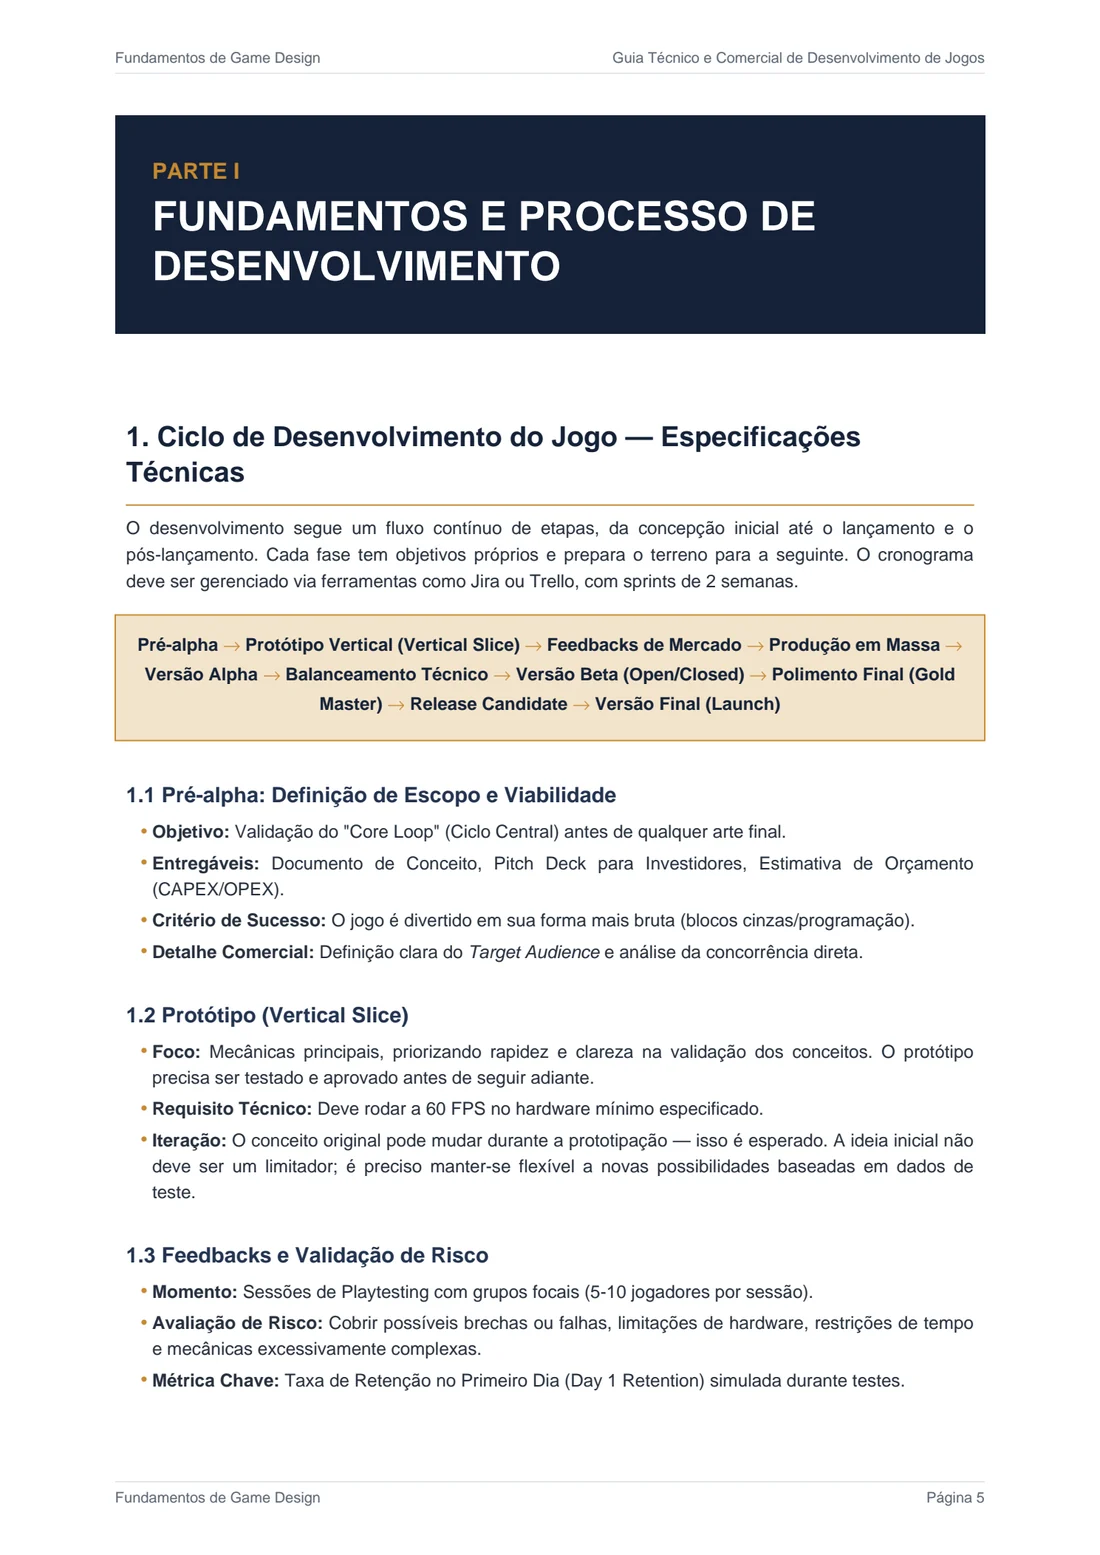 Fundamentos de Game Design
Guia Técnico e Comercial de Desenvolvimento de Jogos
PARTE I
FUNDAMENTOS E PROCESSO DE
DESENVOLVIMENTO
1. Ciclo de Desenvolvimento do Jogo — Especificações
Técnicas
O desenvolvimento segue um fluxo contínuo de etapas, da concepção inicial até o lançamento e o
pós-lançamento. Cada fase tem objetivos próprios e prepara o terreno para a seguinte. O cronograma
deve ser gerenciado via ferramentas como Jira ou Trello, com sprints de 2 semanas.
Pré-alpha → Protótipo Vertical (Vertical Slice) → Feedbacks de Mercado → Produção em Massa →
Versão Alpha → Balanceamento Técnico → Versão Beta (Open/Closed) → Polimento Final (Gold
Master) → Release Candidate → Versão Final (Launch)
1.1 Pré-alpha: Definição de Escopo e Viabilidade
• Objetivo: Validação do "Core Loop" (Ciclo Central) antes de qualquer arte final.
• Entregáveis: Documento de Conceito, Pitch Deck para Investidores, Estimativa de Orçamento
(CAPEX/OPEX).
• Critério de Sucesso: O jogo é divertido em sua forma mais bruta (blocos cinzas/programação).
• Detalhe Comercial: Definição clara do Target Audience e análise da concorrência direta.
1.2 Protótipo (Vertical Slice)
• Foco: Mecânicas principais, priorizando rapidez e clareza na validação dos conceitos. O protótipo
precisa ser testado e aprovado antes de seguir adiante.
• Requisito Técnico: Deve rodar a 60 FPS no hardware mínimo especificado.
• Iteração: O conceito original pode mudar durante a prototipação — isso é esperado. A ideia inicial não
deve ser um limitador; é preciso manter-se flexível a novas possibilidades baseadas em dados de
teste.
1.3 Feedbacks e Validação de Risco
• Momento: Sessões de Playtesting com grupos focais (5-10 jogadores por sessão).
• Avaliação de Risco: Cobrir possíveis brechas ou falhas, limitações de hardware, restrições de tempo
e mecânicas excessivamente complexas.
• Métrica Chave: Taxa de Retenção no Primeiro Dia (Day 1 Retention) simulada durante testes.
Fundamentos de Game Design
Página 5